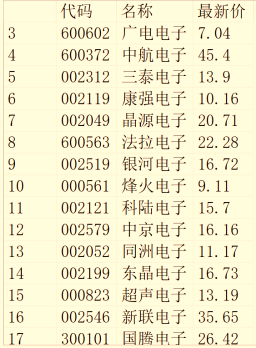 代码 名称 最新价
3 600602 广电电子 7.04
4 600372 中航电子 45.4
5 002312 三泰电子 13.9
6 002119 康强电子 10.16
7 002049 晶源电子 20.71
8 600563 法拉电子 22.28
9 002519 银河电子 16.72
10 000561 烽火电子 9.11
11 002121 科陆电子 15.7
12 002579 中京电子 16.16
13 002052 同洲电子 11.17
14 002199 东晶电子 16.73
15 000823 超声电子 13.19
16 002546 新联电子 35.65
17 300101 国腾电子 26.42